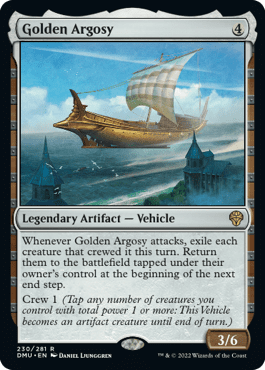 Golden Argosy 4
Legendary Artifact — Vehicle
Whenever Golden Argosy attacks, exile each
creature that crewed it this turn. Return
them to the battlefield tapped under their
owner's control at the beginning of the next
end step.
Crew 1 (Tap any number of creatures you
control with total power 1 or more: This Vehicle
becomes an artifact creature until end of turn.)
3/6
230/281 R
DMU • EN DANIEL LJUNGGREN
™ & © 2022 Wizards of the Coast